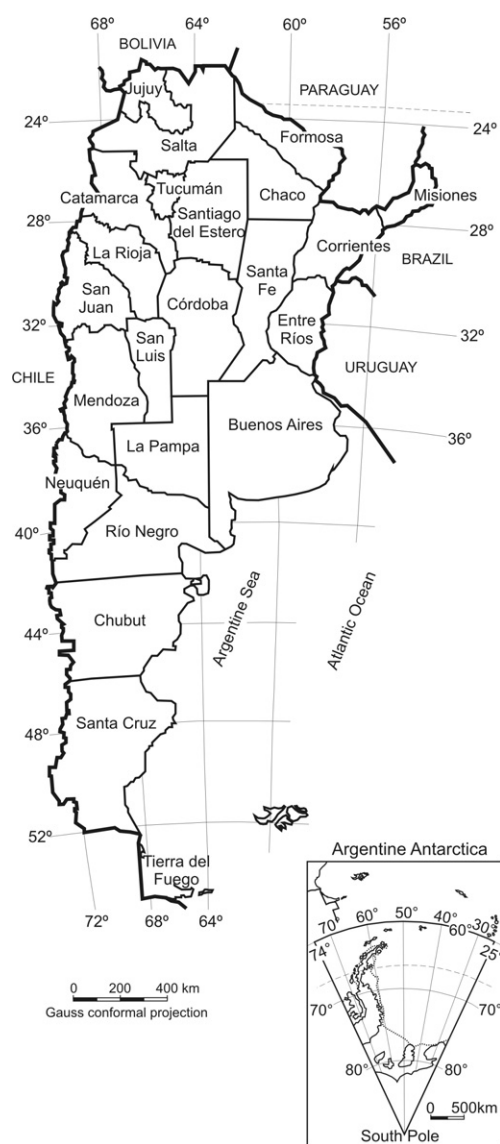 68º
BOLIVIA
60º
56º
Jujuy
PARAGUAY
24º
24º
Salta
Formosa
Tucumán
Chaco
Misiones
Catamarca
Santiago
del Estero
28º
28º
Corrientes
La Rioja
BRAZIL
San
Juan
Santa
Fe
Córdoba
32º
Entre
Ríos
32º
San
Luis
CHILE
URUGUAY
Mendoza
Buenos Aires
36º
36º
La Pampa
Neuquén
Río Negro
40º
Argentine Sea
Atlantic Ocean
Chubut
44º
Santa Cruz
48º
52º
Tierra del
Fuego
72º
68º
64º
0 200 400 km
Gauss conformal projection
Argentine Antarctica
74°
70°
60°
50°
40°
60°
30°
25°
70°
70°
80°
80°
0 500km
South Pole